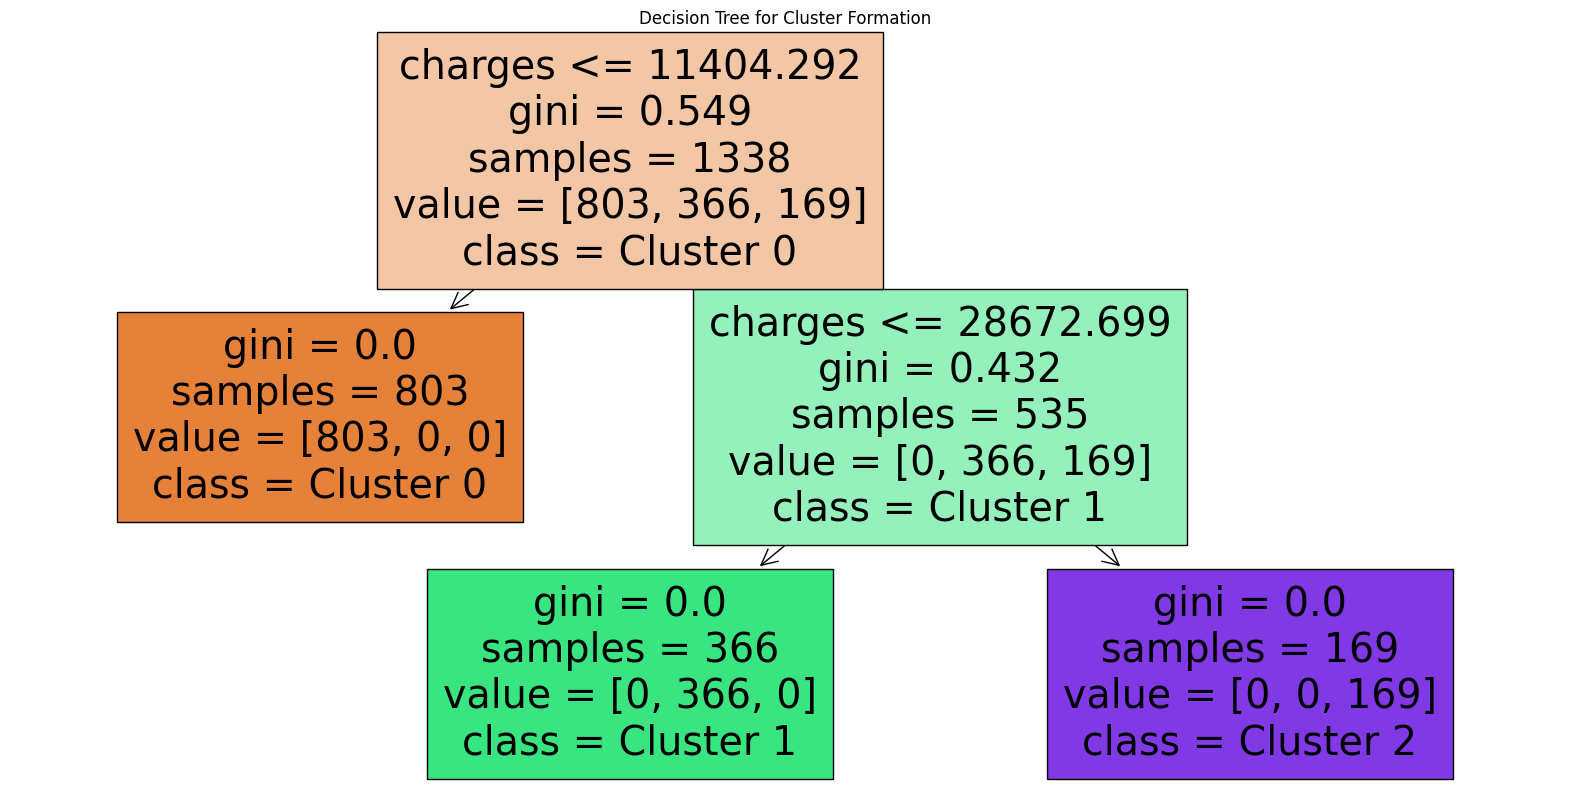 Decision Tree for Cluster Formation
charges <= 11404.292
gini = 0.549
samples = 1338
value = [803, 366, 169]
class = Cluster 0
gini = 0.0
samples = 803
value = [803, 0, 0]
class = Cluster 0
charges <= 28672.699
gini = 0.432
samples = 535
value = [0, 366, 169]
class = Cluster 1
gini = 0.0
samples = 366
value = [0, 366, 0]
class = Cluster 1
gini = 0.0
samples = 169
value = [0, 0, 169]
class = Cluster 2